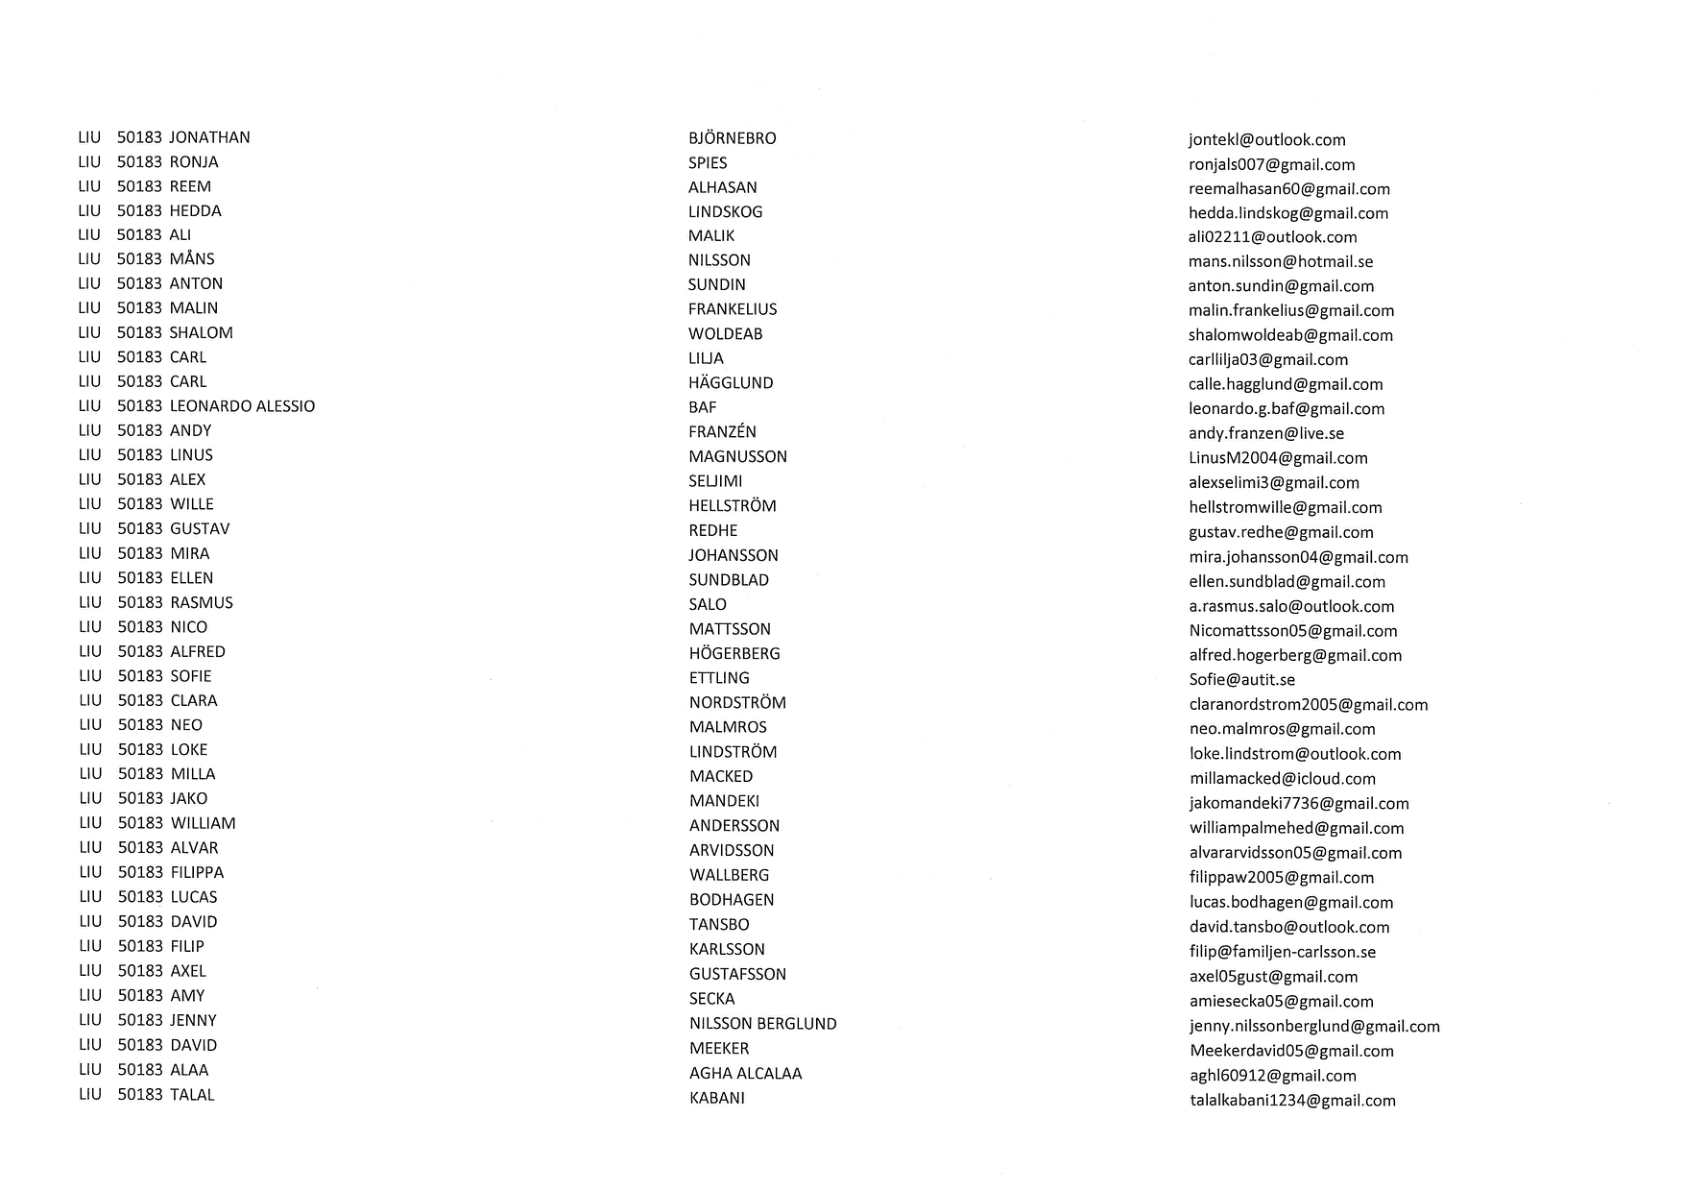 LIU 50183 JONATHAN BJÖRNEBRO jontekl@outlook.com
LIU 50183 RONJA SPIES ronjals007@gmail.com
LIU 50183 REEM ALHASAN reemalhasan60@gmail.com
LIU 50183 HEDDA LINDSKOG hedda.lindskog@gmail.com
LIU 50183 ALI MALIK ali02211@outlook.com
LIU 50183 MÅNS NILSSON mans.nilsson@hotmail.se
LIU 50183 ANTON SUNDIN anton.sundin@gmail.com
LIU 50183 MALIN FRANKELIUS malin.frankelius@gmail.com
LIU 50183 SHALOM WOLDEAB shalomwoldeab@gmail.com
LIU 50183 CARL LILJA carllilja03@gmail.com
LIU 50183 CARL HÄGGLUND calle.hagglund@gmail.com
LIU 50183 LEONARDO ALESSIO BAF leonardo.g.baf@gmail.com
LIU 50183 ANDY FRANZÉN andy.franzen@live.se
LIU 50183 LINUS MAGNUSSON LinusM2004@gmail.com
LIU 50183 ALEX SELJIMI alexselimi3@gmail.com
LIU 50183 WILLE HELLSTRÖM hellstromwille@gmail.com
LIU 50183 GUSTAV REDHE gustav.redhe@gmail.com
LIU 50183 MIRA JOHANSSON mira.johansson04@gmail.com
LIU 50183 ELLEN SUNDBLAD ellen.sundblad@gmail.com
LIU 50183 RASMUS SALO a.rasmus.salo@outlook.com
LIU 50183 NICO MATTSSON Nicomattsson05@gmail.com
LIU 50183 ALFRED HÖGERBERG alfred.hogerberg@gmail.com
LIU 50183 SOFIE ETTLING Sofie@autit.se
LIU 50183 CLARA NORDSTRÖM claranordstrom2005@gmail.com
LIU 50183 NEO MALMROS neo.malmros@gmail.com
LIU 50183 LOKE LINDSTRÖM loke.lindstrom@outlook.com
LIU 50183 MILLA MACKED millamacked@icloud.com
LIU 50183 JAKO MANDEKI jakomandeki7736@gmail.com
LIU 50183 WILLIAM ANDERSSON williampalmehed@gmail.com
LIU 50183 ALVAR ARVIDSSON alvararvidsson05@gmail.com
LIU 50183 FILIPPA WALLBERG filippaw2005@gmail.com
LIU 50183 LUCAS BODHAGEN lucas.bodhagen@gmail.com
LIU 50183 DAVID TANSBO david.tansbo@outlook.com
LIU 50183 FILIP KARLSSON filip@familjen-carlsson.se
LIU 50183 AXEL GUSTAFSSON axel05gust@gmail.com
LIU 50183 AMY SECKA amiesecka05@gmail.com
LIU 50183 JENNY NILSSON BERGLUND jenny.nilssonberglund@gmail.com
LIU 50183 DAVID MEEKER Meekerdavid05@gmail.com
LIU 50183 ALAA AGHA ALCALAA aghl60912@gmail.com
LIU 50183 TALAL KABANI talalkabani1234@gmail.com